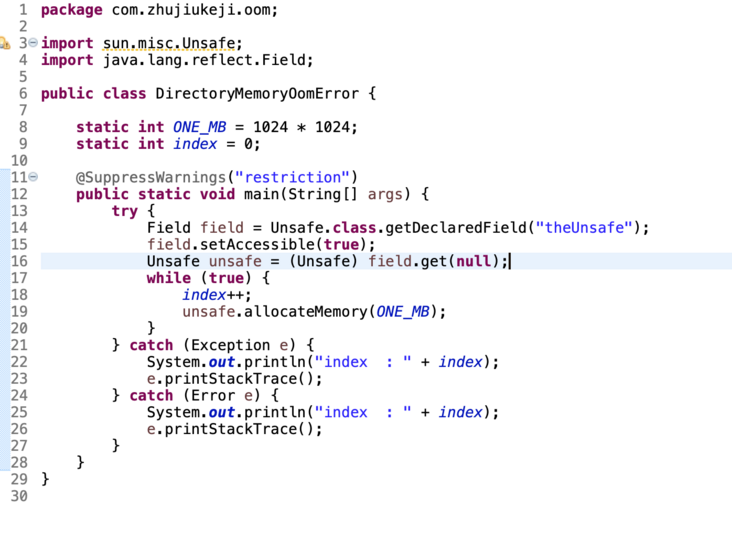 1 package com.zhujiukeji.oom;
2
3 import sun.misc.Unsafe;
4 import java.lang.reflect.Field;
5
6 public class DirectoryMemoryOomError {
7
8     static int ONE_MB = 1024 * 1024;
9     static int index = 0;
10
11     @SuppressWarnings("restriction")
12     public static void main(String[] args) {
13         try {
14             Field field = Unsafe.class.getDeclaredField("theUnsafe");
15             field.setAccessible(true);
16             Unsafe unsafe = (Unsafe) field.get(null);
17             while (true) {
18                 index++;
19                 unsafe.allocateMemory(ONE_MB);
20             }
21         } catch (Exception e) {
22             System.out.println("index  : " + index);
23             e.printStackTrace();
24         } catch (Error e) {
25             System.out.println("index  : " + index);
26             e.printStackTrace();
27         }
28     }
29 }
30